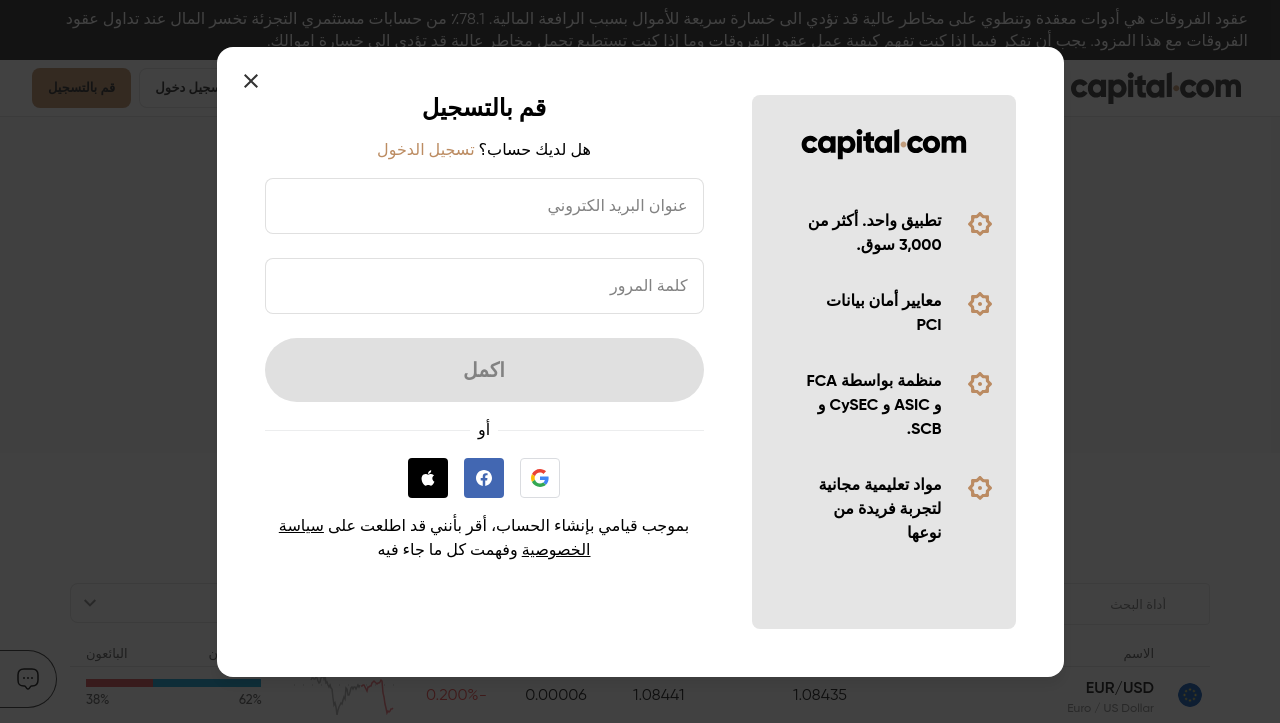 عقود الفروقات هي أدوات معقدة وتنطوي على مخاطر عالية قد تؤدي الى خسارة سريعة للأموال بسبب الرافعة المالية. 78.1٪ من حسابات مستثمري التجزئة تخسر المال عند تداول عقود
الفروقات مع هذا المزود. يجب أن تفكر فيما إذا كنت تفهم كيفية عمل عقود الفروقات وما إذا كنت تستطيع تحمل مخاطر عالية قد تؤدي إلى خسارة اموالك.
capital.com
تسجيل دخول
قم بالتسجيل
capital.com
تطبيق واحد. أكثر من
3,000 سوق.
معايير أمان بيانات
PCI
منظمة بواسطة FCA
و ASIC و CySEC و
SCB.
مواد تعليمية مجانية
لتجربة فريدة من
نوعها
قم بالتسجيل
هل لديك حساب؟ تسجيل الدخول
عنوان البريد الكتروني
كلمة المرور
اكمل
أو
بموجب قيامي بإنشاء الحساب، أقر بأنني قد اطلعت على سياسة
الخصوصية وفهمت كل ما جاء فيه
أداة البحث
الاسم
البائعون
EUR/USD
Euro / US Dollar
1.08435
1.08441
0.00006
-0.200%
62%
38%